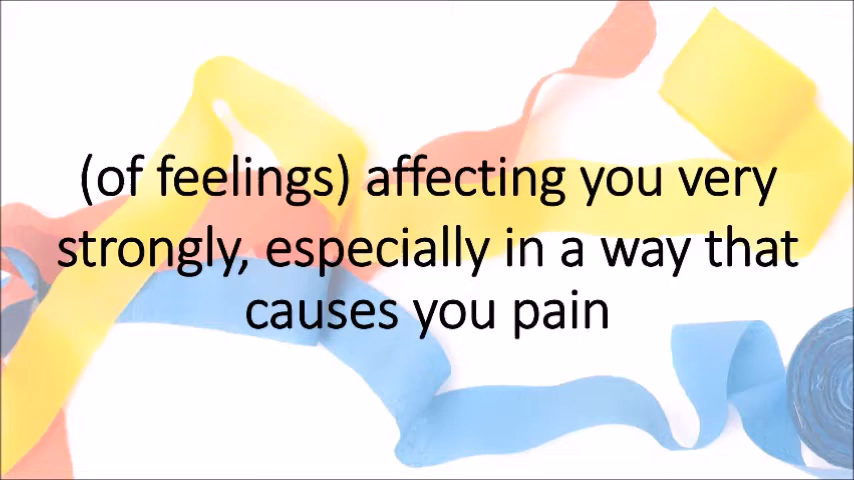 (of feelings) affecting you very
strongly, especially in a way that
causes you pain